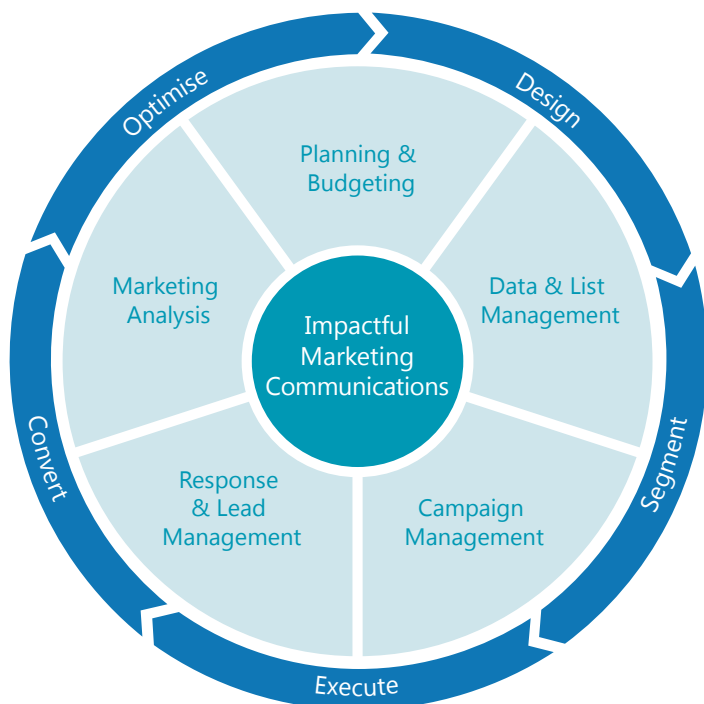 Optimise
Design
Planning &
Budgeting
Marketing
Analysis
Data & List
Management
Impactful
Marketing
Communications
Convert
Segment
Response
& Lead
Management
Campaign
Management
Execute